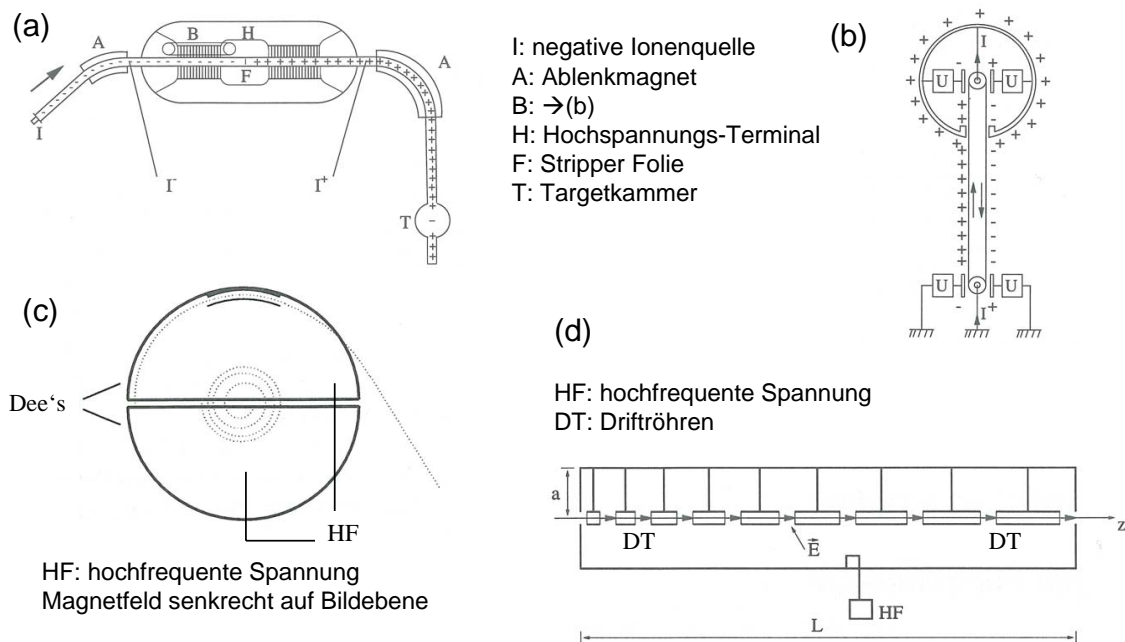 (a)
A
B
H
F
A
I
I⁻
I⁺
T
I: negative Ionenquelle
A: Ablenkmagnet
B: →(b)
H: Hochspannungs-Terminal
F: Stripper Folie
T: Targetkammer
(b)
I
U
U
U
U
I
(c)
Dee‘s
HF
HF: hochfrequente Spannung
Magnetfeld senkrecht auf Bildebene
(d)
HF: hochfrequente Spannung
DT: Driftröhren
a
DT
E⃗
DT
z
HF
L